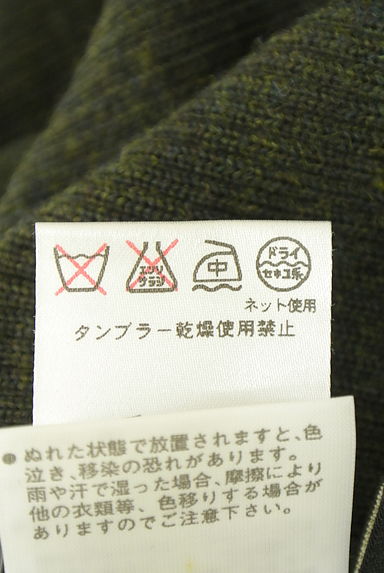 エンソ
サラシ
中
ドライ
セキユ系
ネット使用
タンブラー乾燥使用禁止
● ぬれた状態で放置されますと、色
泣き、移染の恐れがあります。
雨や汗で湿った場合、摩擦により
他の衣類等、色移りする場合が
ありますのでご注意下さい。